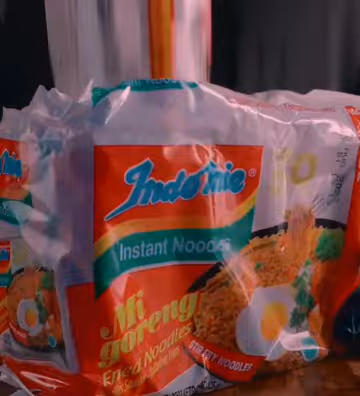 Indomie®
Instant Noodles
Mi
goreng
Fried Noodles
STIR FRY NOODLES